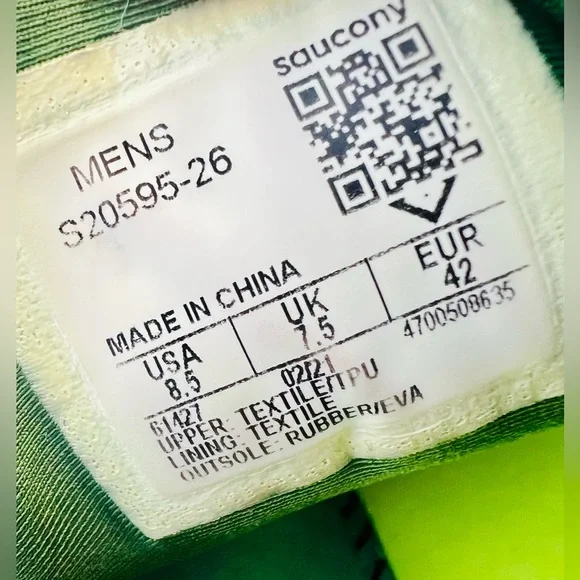 saucony
MENS
S20595-26
MADE IN CHINA
USA
8.5
UK
7.5
EUR
42
02/21
4700508635
61427
UPPER: TEXTILE/TPU
LINING: TEXTILE
OUTSOLE: RUBBER/EVA